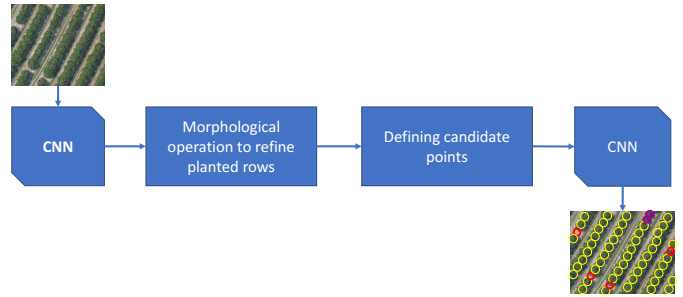 CNN
Morphological
operation to refine
planted rows
Defining candidate
points
CNN